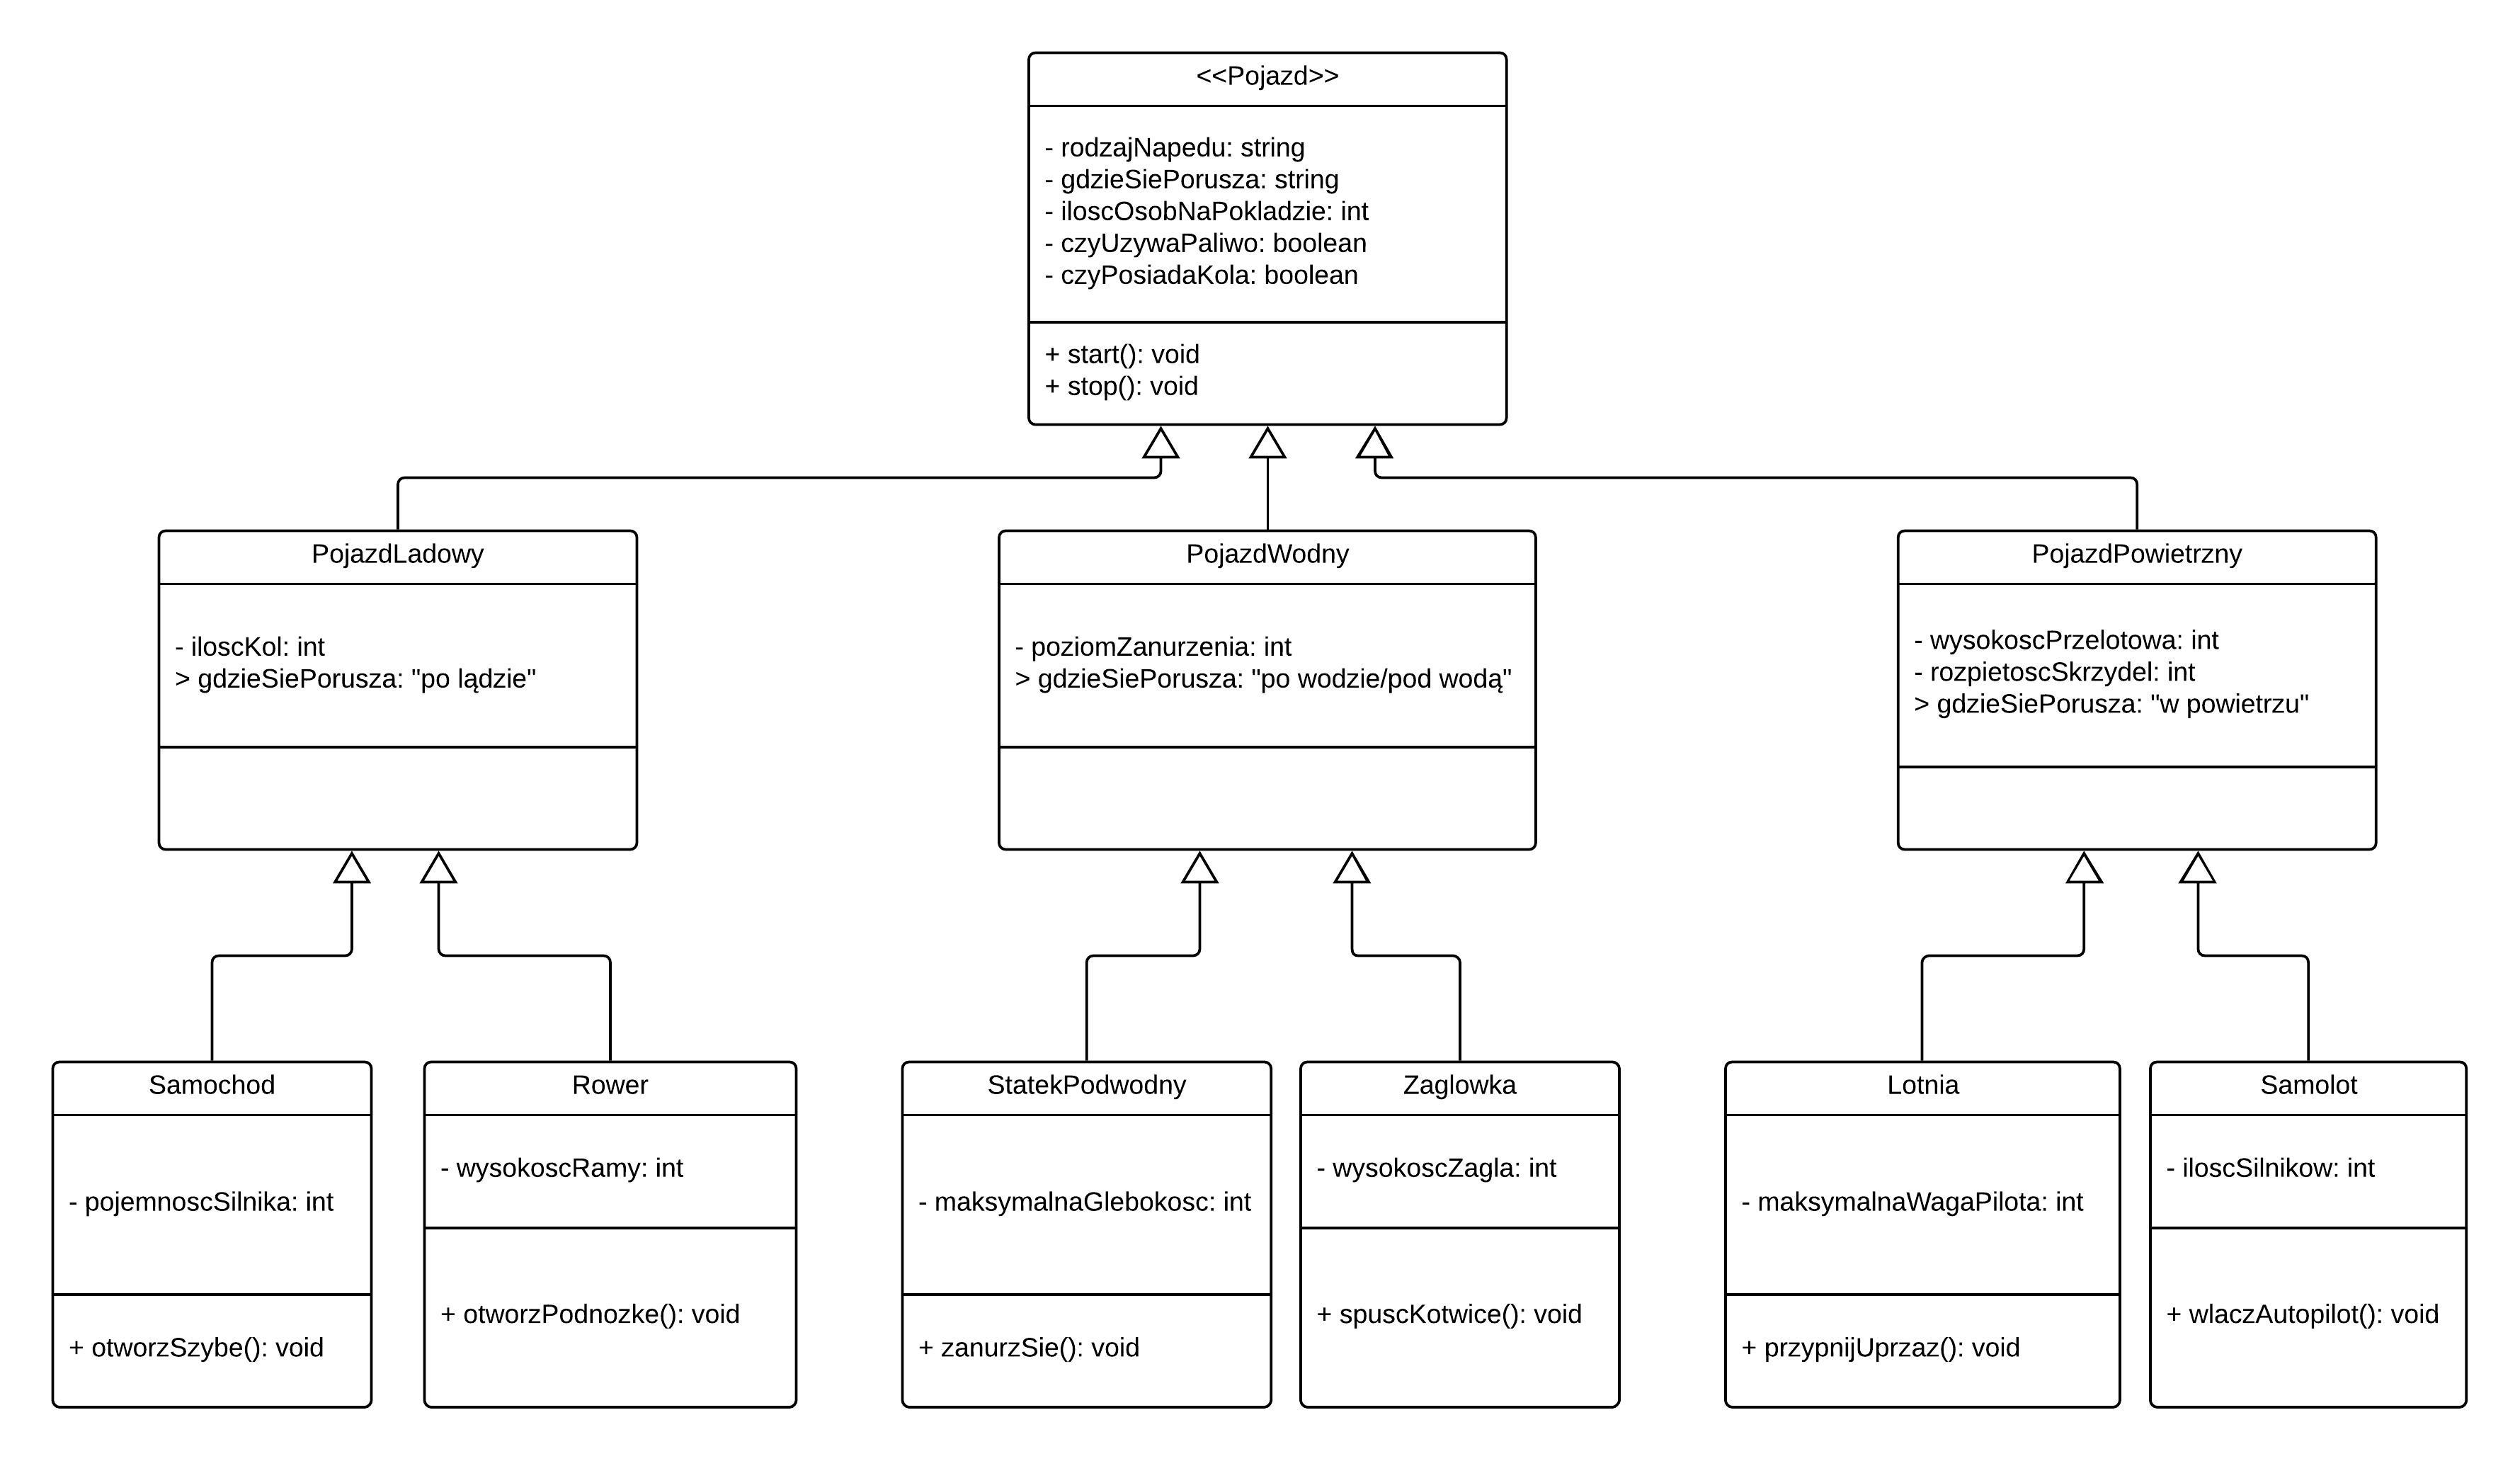 <<Pojazd>>
- rodzajNapedu: string
- gdzieSiePorusza: string
- iloscOsobNaPokladzie: int
- czyUzywaPaliwo: boolean
- czyPosiadaKola: boolean
+ start(): void
+ stop(): void
PojazdLadowy
- iloscKol: int
> gdzieSiePorusza: "po lądzie"
PojazdWodny
- poziomZanurzenia: int
> gdzieSiePorusza: "po wodzie/pod wodą"
PojazdPowietrzny
- wysokoscPrzelotowa: int
- rozpietoscSkrzydel: int
> gdzieSiePorusza: "w powietrzu"
Samochod
- pojemnoscSilnika: int
+ otworzSzybe(): void
Rower
- wysokoscRamy: int
+ otworzPodnozke(): void
StatekPodwodny
- maksymalnaGlebokosc: int
+ zanurzSie(): void
Zaglowka
- wysokoscZagla: int
+ spuscKotwice(): void
Lotnia
- maksymalnaWagaPilota: int
+ przypnijUprzaz(): void
Samolot
- iloscSilnikow: int
+ wlaczAutopilot(): void